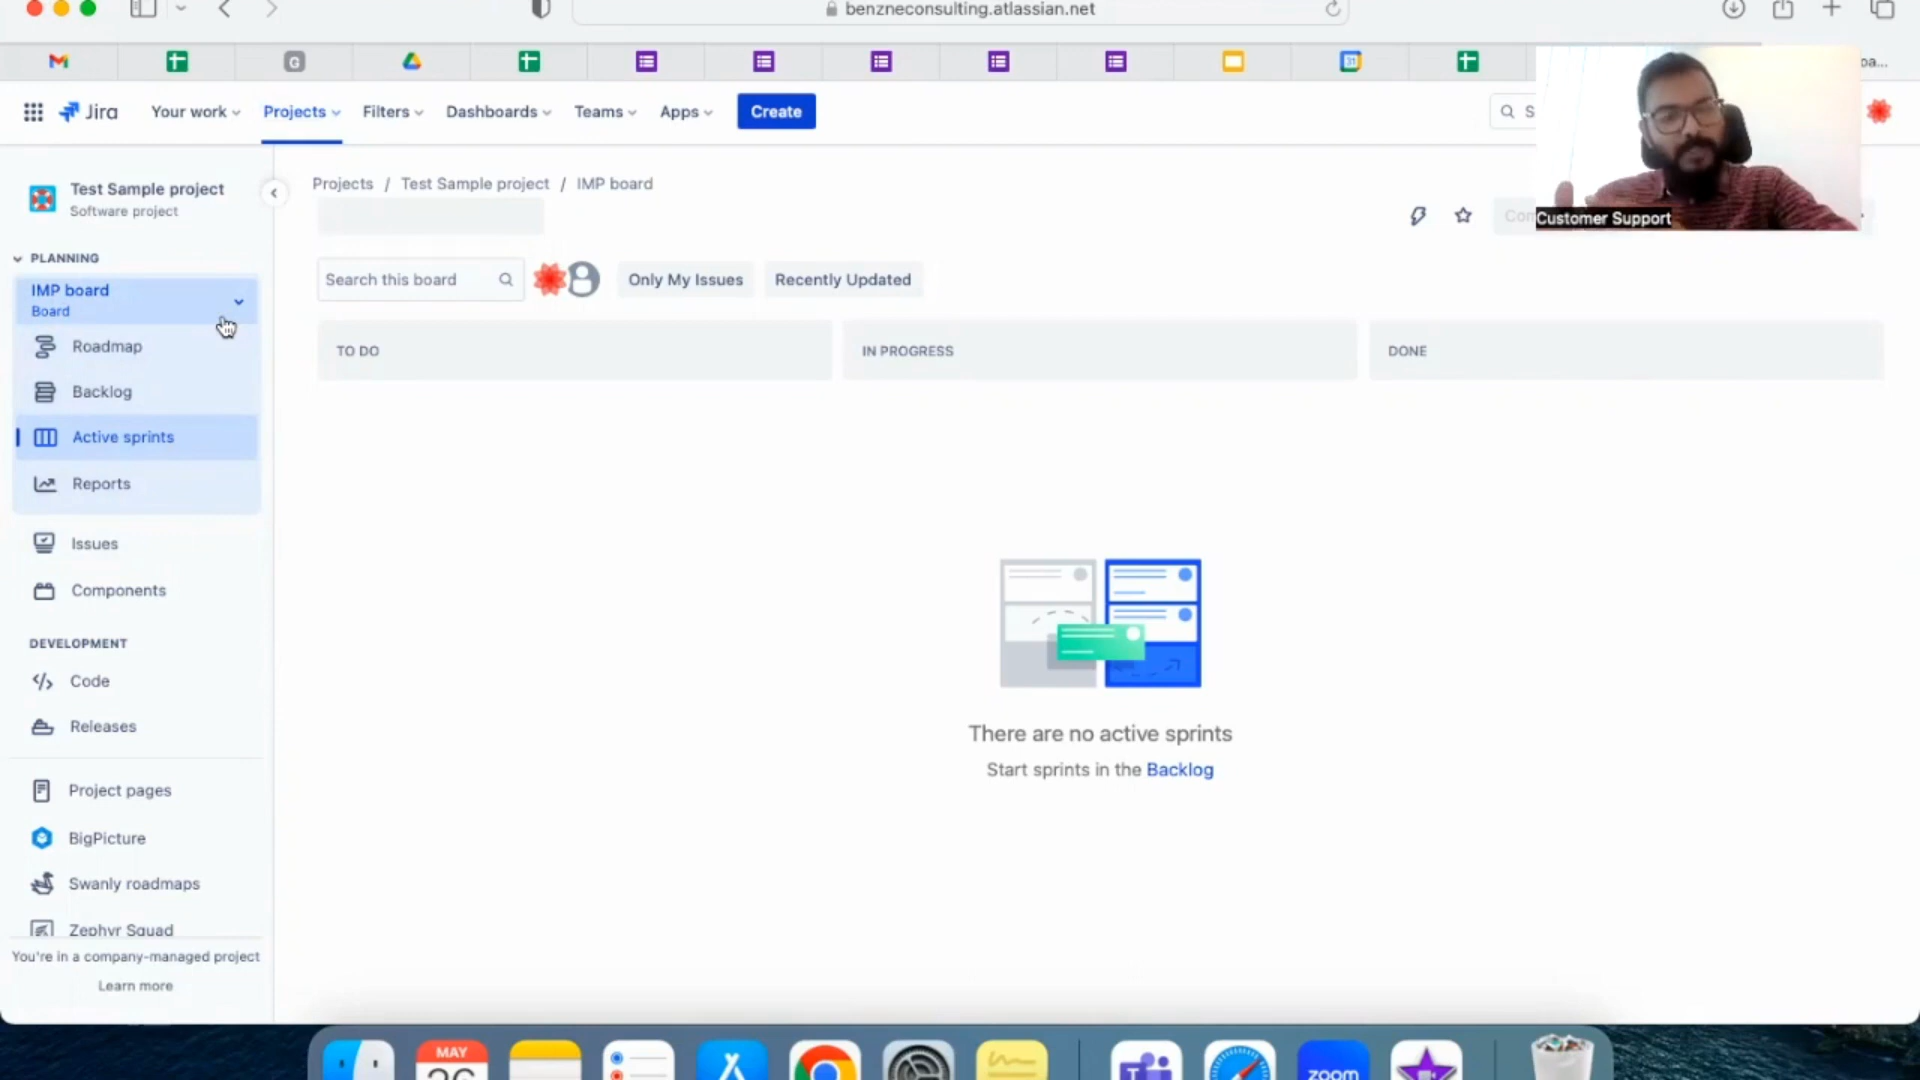 benzneconsulting.atlassian.net
G
31
Jira
Your work
Projects
Filters
Dashboards
Teams
Apps
Create
S
Test Sample project
Software project
Projects / Test Sample project / IMP board
Customer Support
PLANNING
IMP board
Board
Search this board
Only My Issues
Recently Updated
Roadmap
TO DO
IN PROGRESS
DONE
Backlog
Active sprints
Reports
Issues
Components
DEVELOPMENT
Code
Releases
There are no active sprints
Start sprints in the Backlog
Project pages
BigPicture
Swanly roadmaps
Zephyr Squad
You're in a company-managed project
Learn more
MAY
26
T
zoom